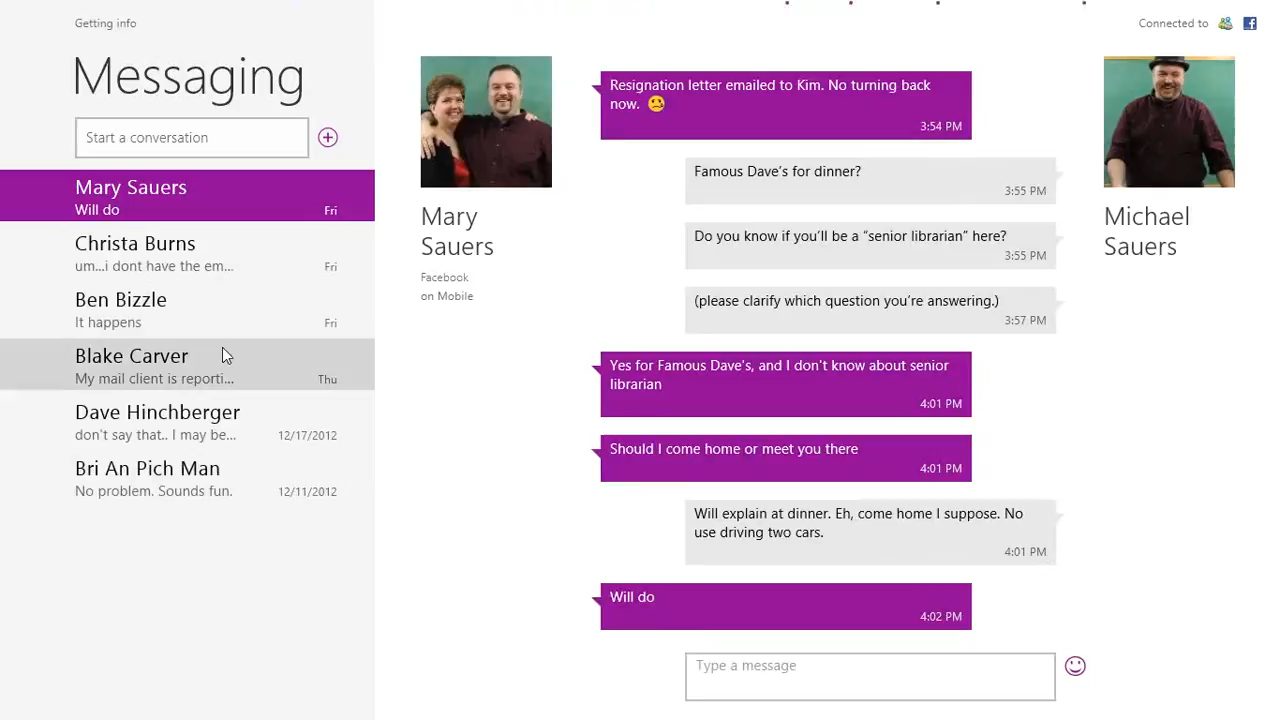 Getting info
Connected to
Messaging
Start a conversation
Mary Sauers
Will do
Fri
Christa Burns
um...i dont have the em...
Fri
Ben Bizzle
It happens
Fri
Blake Carver
My mail client is reporti...
Thu
Dave Hinchberger
don't say that.. I may be...
12/17/2012
Bri An Pich Man
No problem. Sounds fun.
12/11/2012
Mary
Sauers
Facebook
on Mobile
Resignation letter emailed to Kim. No turning back
now.
3:54 PM
Famous Dave's for dinner?
3:55 PM
Do you know if you'll be a “senior librarian” here?
3:55 PM
(please clarify which question you're answering.)
3:57 PM
Yes for Famous Dave's, and I don't know about senior
librarian
4:01 PM
Should I come home or meet you there
4:01 PM
Will explain at dinner. Eh, come home I suppose. No
use driving two cars.
4:01 PM
Will do
4:02 PM
Type a message
Michael
Sauers